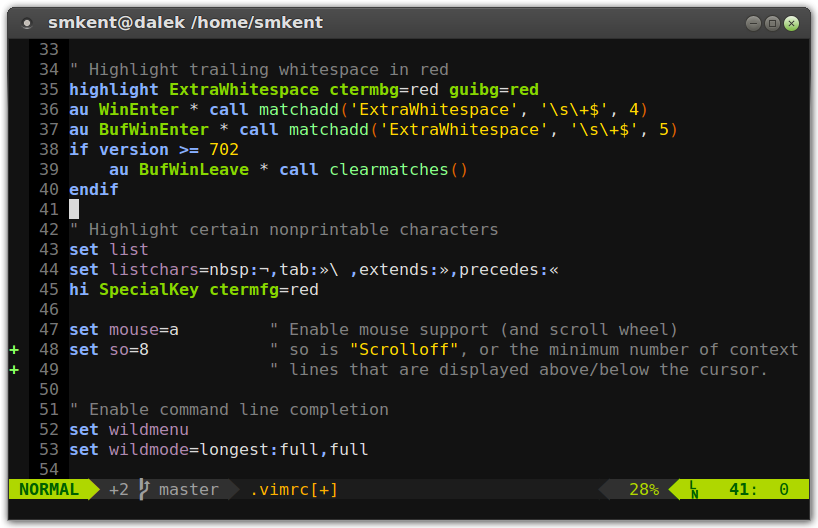 smkent@dalek /home/smkent
33
34 " Highlight trailing whitespace in red
35 highlight ExtraWhitespace ctermbg=red guibg=red
36 au WinEnter * call matchadd('ExtraWhitespace', '\s\+$', 4)
37 au BufWinEnter * call matchadd('ExtraWhitespace', '\s\+$', 5)
38 if version >= 702
39     au BufWinLeave * call clearmatches()
40 endif
41
42 " Highlight certain nonprintable characters
43 set list
44 set listchars=nbsp:¬,tab:»\ ,extends:»,precedes:«
45 hi SpecialKey ctermfg=red
46
47 set mouse=a         " Enable mouse support (and scroll wheel)
+ 48 set so=8            " so is "Scrolloff", or the minimum number of context
+ 49                     " lines that are displayed above/below the cursor.
50
51 " Enable command line completion
52 set wildmenu
53 set wildmode=longest:full,full
54
NORMAL +2 master .vimrc[+] 28% LN 41: 0